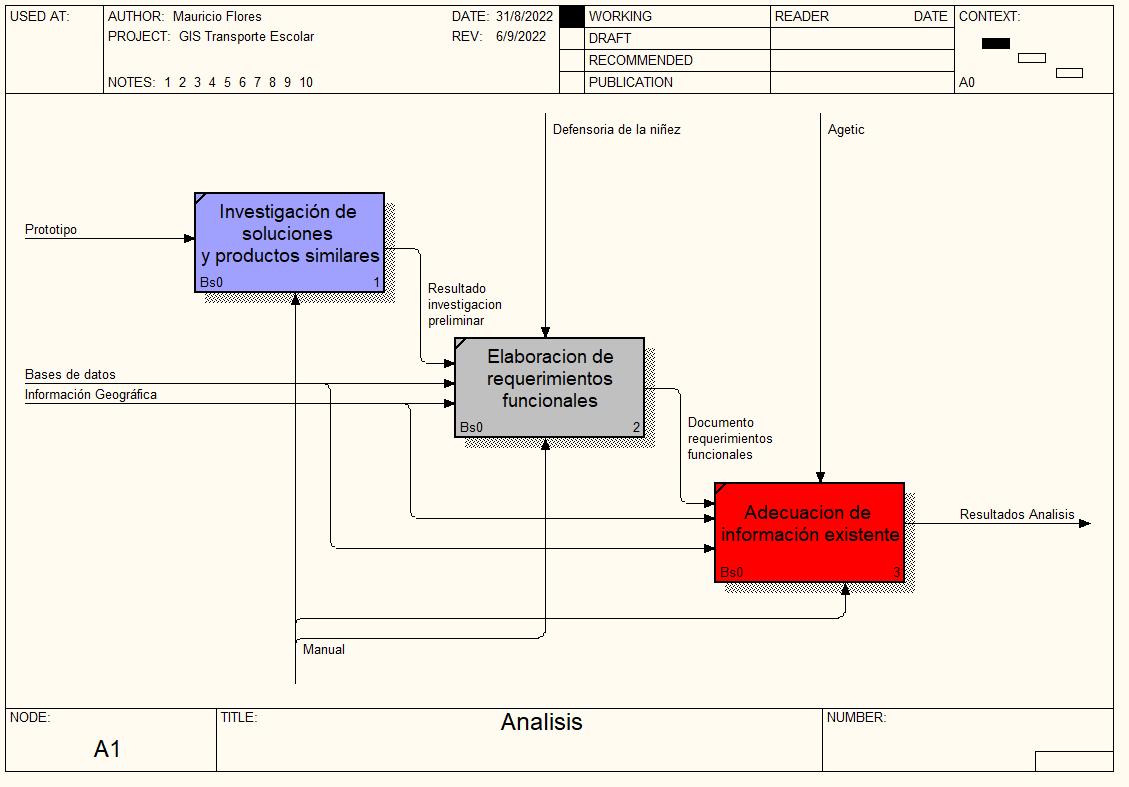 USED AT:
AUTHOR: Mauricio Flores
DATE: 31/8/2022
PROJECT: GIS Transporte Escolar
REV: 6/9/2022
NOTES: 1 2 3 4 5 6 7 8 9 10
WORKING
DRAFT
RECOMMENDED
PUBLICATION
READER
DATE
CONTEXT:
A0
Defensoria de la niñez
Agetic
Prototipo
Investigación de
soluciones
y productos similares
Bs0
1
Resultado
investigacion
preliminar
Bases de datos
Información Geográfica
Elaboracion de
requerimientos
funcionales
Bs0
2
Documento
requerimientos
funcionales
Adecuacion de
información existente
Bs0
3
Resultados Analisis
Manual
NODE:
A1
TITLE:
Analisis
NUMBER: